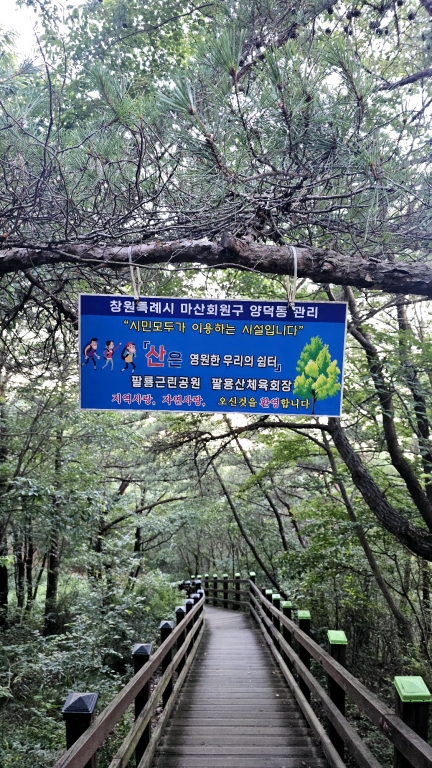 창원특례시 마산회원구 양덕동 관리
“시민모두가 이용하는 시설입니다”
「산은 영원한 우리의 쉼터」
팔룡근린공원 팔용산체육회장
지역사랑, 자연사랑, 오신것을 환영합니다